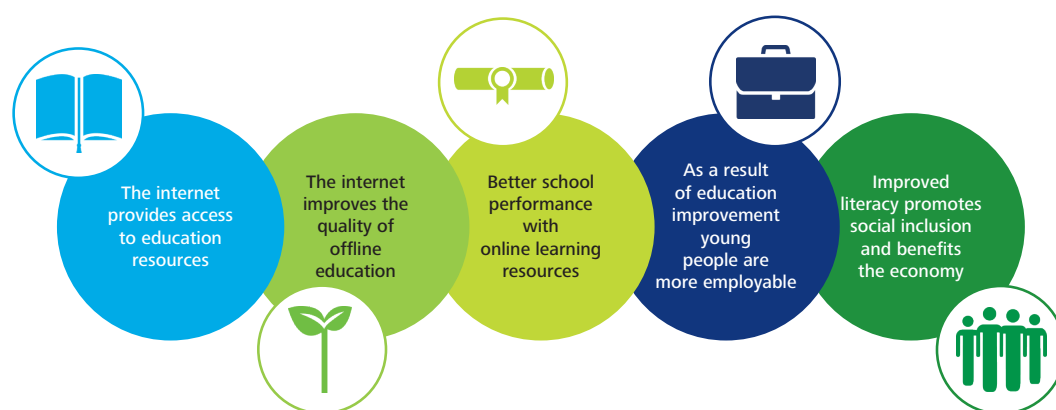 The internet
provides access
to education
resources
The internet
improves the
quality of
offline
education
Better school
performance
with
online learning
resources
As a result
of education
improvement
young
people are
more employable
Improved
literacy promotes
social inclusion
and benefits
the economy